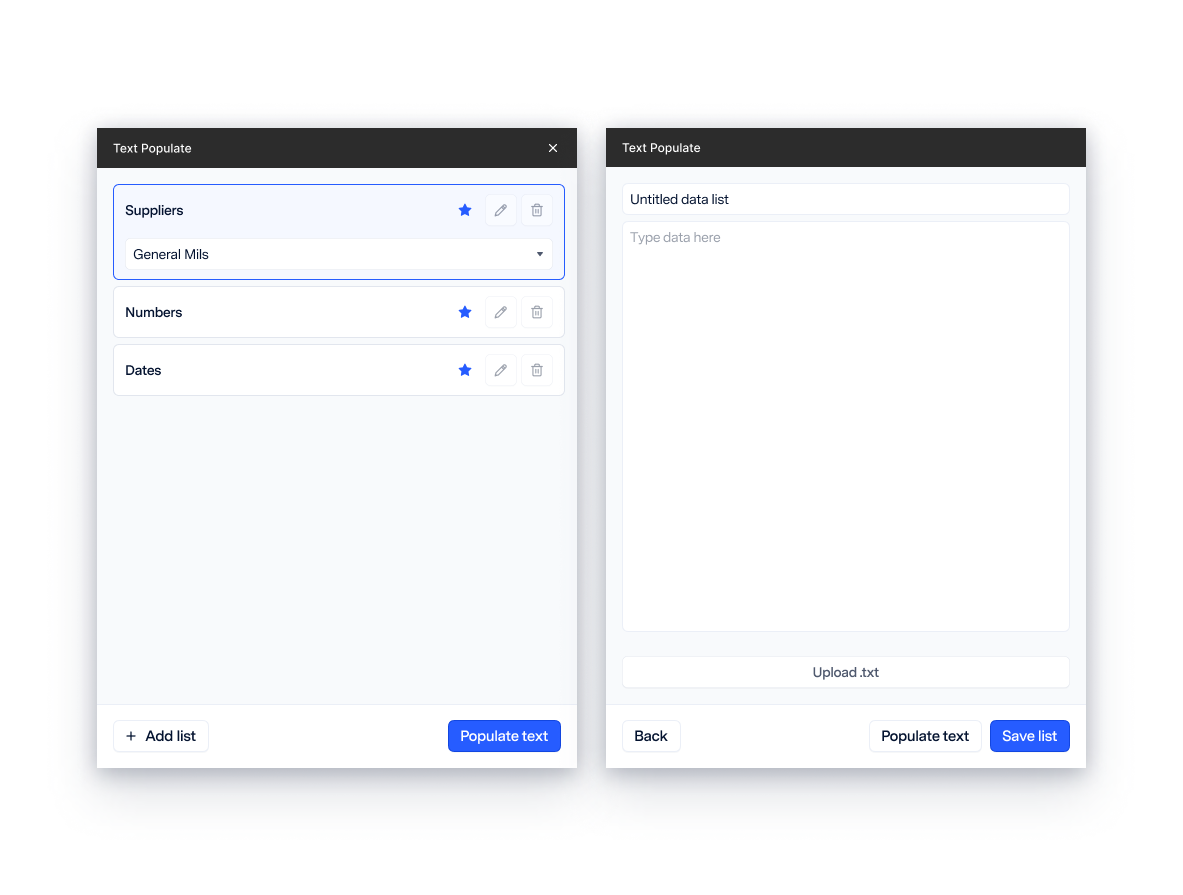 Text Populate
Suppliers
General Mils
Numbers
Dates
+ Add list
Populate text
Text Populate
Untitled data list
Type data here
Upload .txt
Back
Populate text
Save list